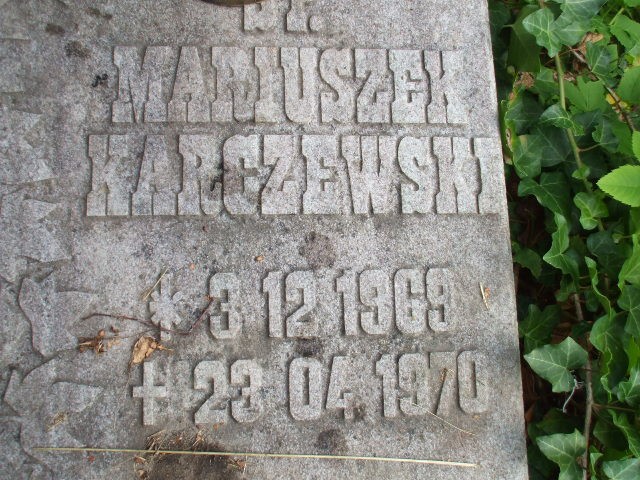 MARIUSZEK
KARCZEWSKI
* 3 12 1969
† 23 04 1970